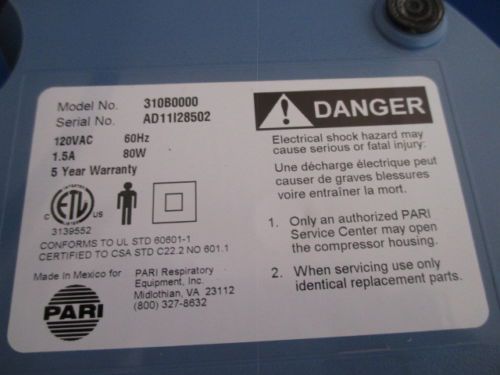 Model No. 310B0000
Serial No. AD11I28502
120VAC 60Hz
1.5A 80W
5 Year Warranty
INTERTEK
C ETL US
LISTED
3139552
CONFORMS TO UL STD 60601-1
CERTIFIED TO CSA STD C22.2 NO 601.1
Made in Mexico for PARI Respiratory
Equipment, Inc.
Midlothian, VA 23112
(800) 327-8632
PARI
DANGER
Electrical shock hazard may
cause serious or fatal injury:
Une décharge électrique peut
causer de graves blessures
voire entraîner la mort.
1. Only an authorized PARI
Service Center may open
the compressor housing.
2. When servicing use only
identical replacement parts.